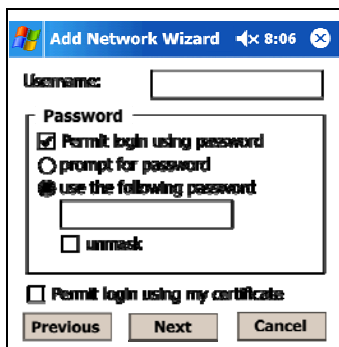 Add Network Wizard 8:06
Username:
Password
Permit login using password
prompt for password
use the following password
unmask
Permit login using my certificate
Previous Next Cancel